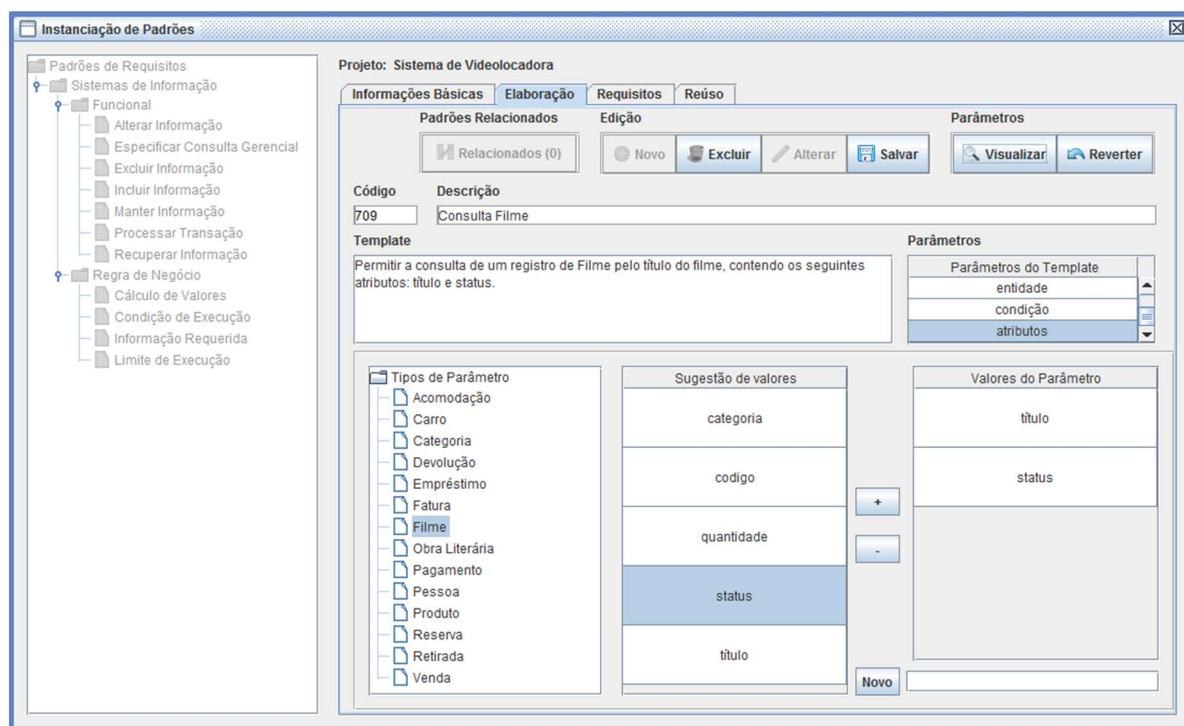 Instanciação de Padrões
Padrões de Requisitos
Sistemas de Informação
Funcional
Alterar Informação
Especificar Consulta Gerencial
Excluir Informação
Incluir Informação
Manter Informação
Processar Transação
Recuperar Informação
Regra de Negócio
Cálculo de Valores
Condição de Execução
Informação Requerida
Limite de Execução
Projeto: Sistema de Videolocadora
Informações Básicas Elaboração Requisitos Reúso
Padrões Relacionados Edição Parâmetros
Relacionados (0) Novo Excluir Alterar Salvar Visualizar Reverter
Código Descrição
709 Consulta Filme
Template
Permitir a consulta de um registro de Filme pelo título do filme, contendo os seguintes
atributos: título e status.
Parâmetros
Parâmetros do Template
entidade
condição
atributos
Tipos de Parâmetro
Acomodação
Carro
Categoria
Devolução
Empréstimo
Fatura
Filme
Obra Literária
Pagamento
Pessoa
Produto
Reserva
Retirada
Venda
Sugestão de valores
categoria
codigo
quantidade
status
título
+
-
Novo
Valores do Parâmetro
título
status